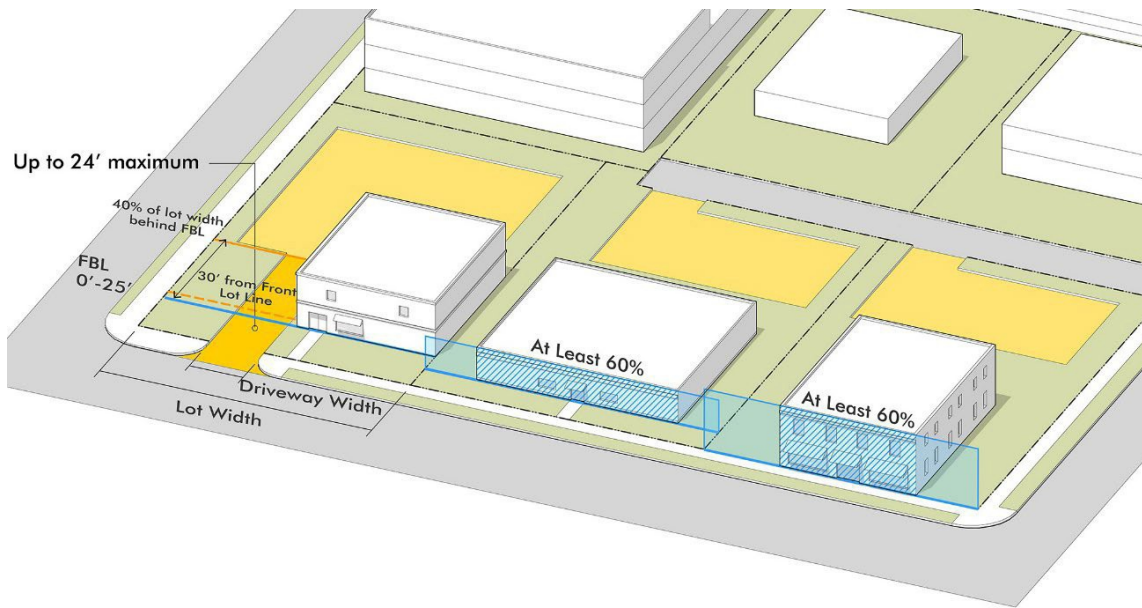 Up to 24’ maximum
40% of lot width
behind FBL
FBL
0’-25’
30’ from Front
Lot Line
At Least 60%
At Least 60%
Driveway Width
Lot Width